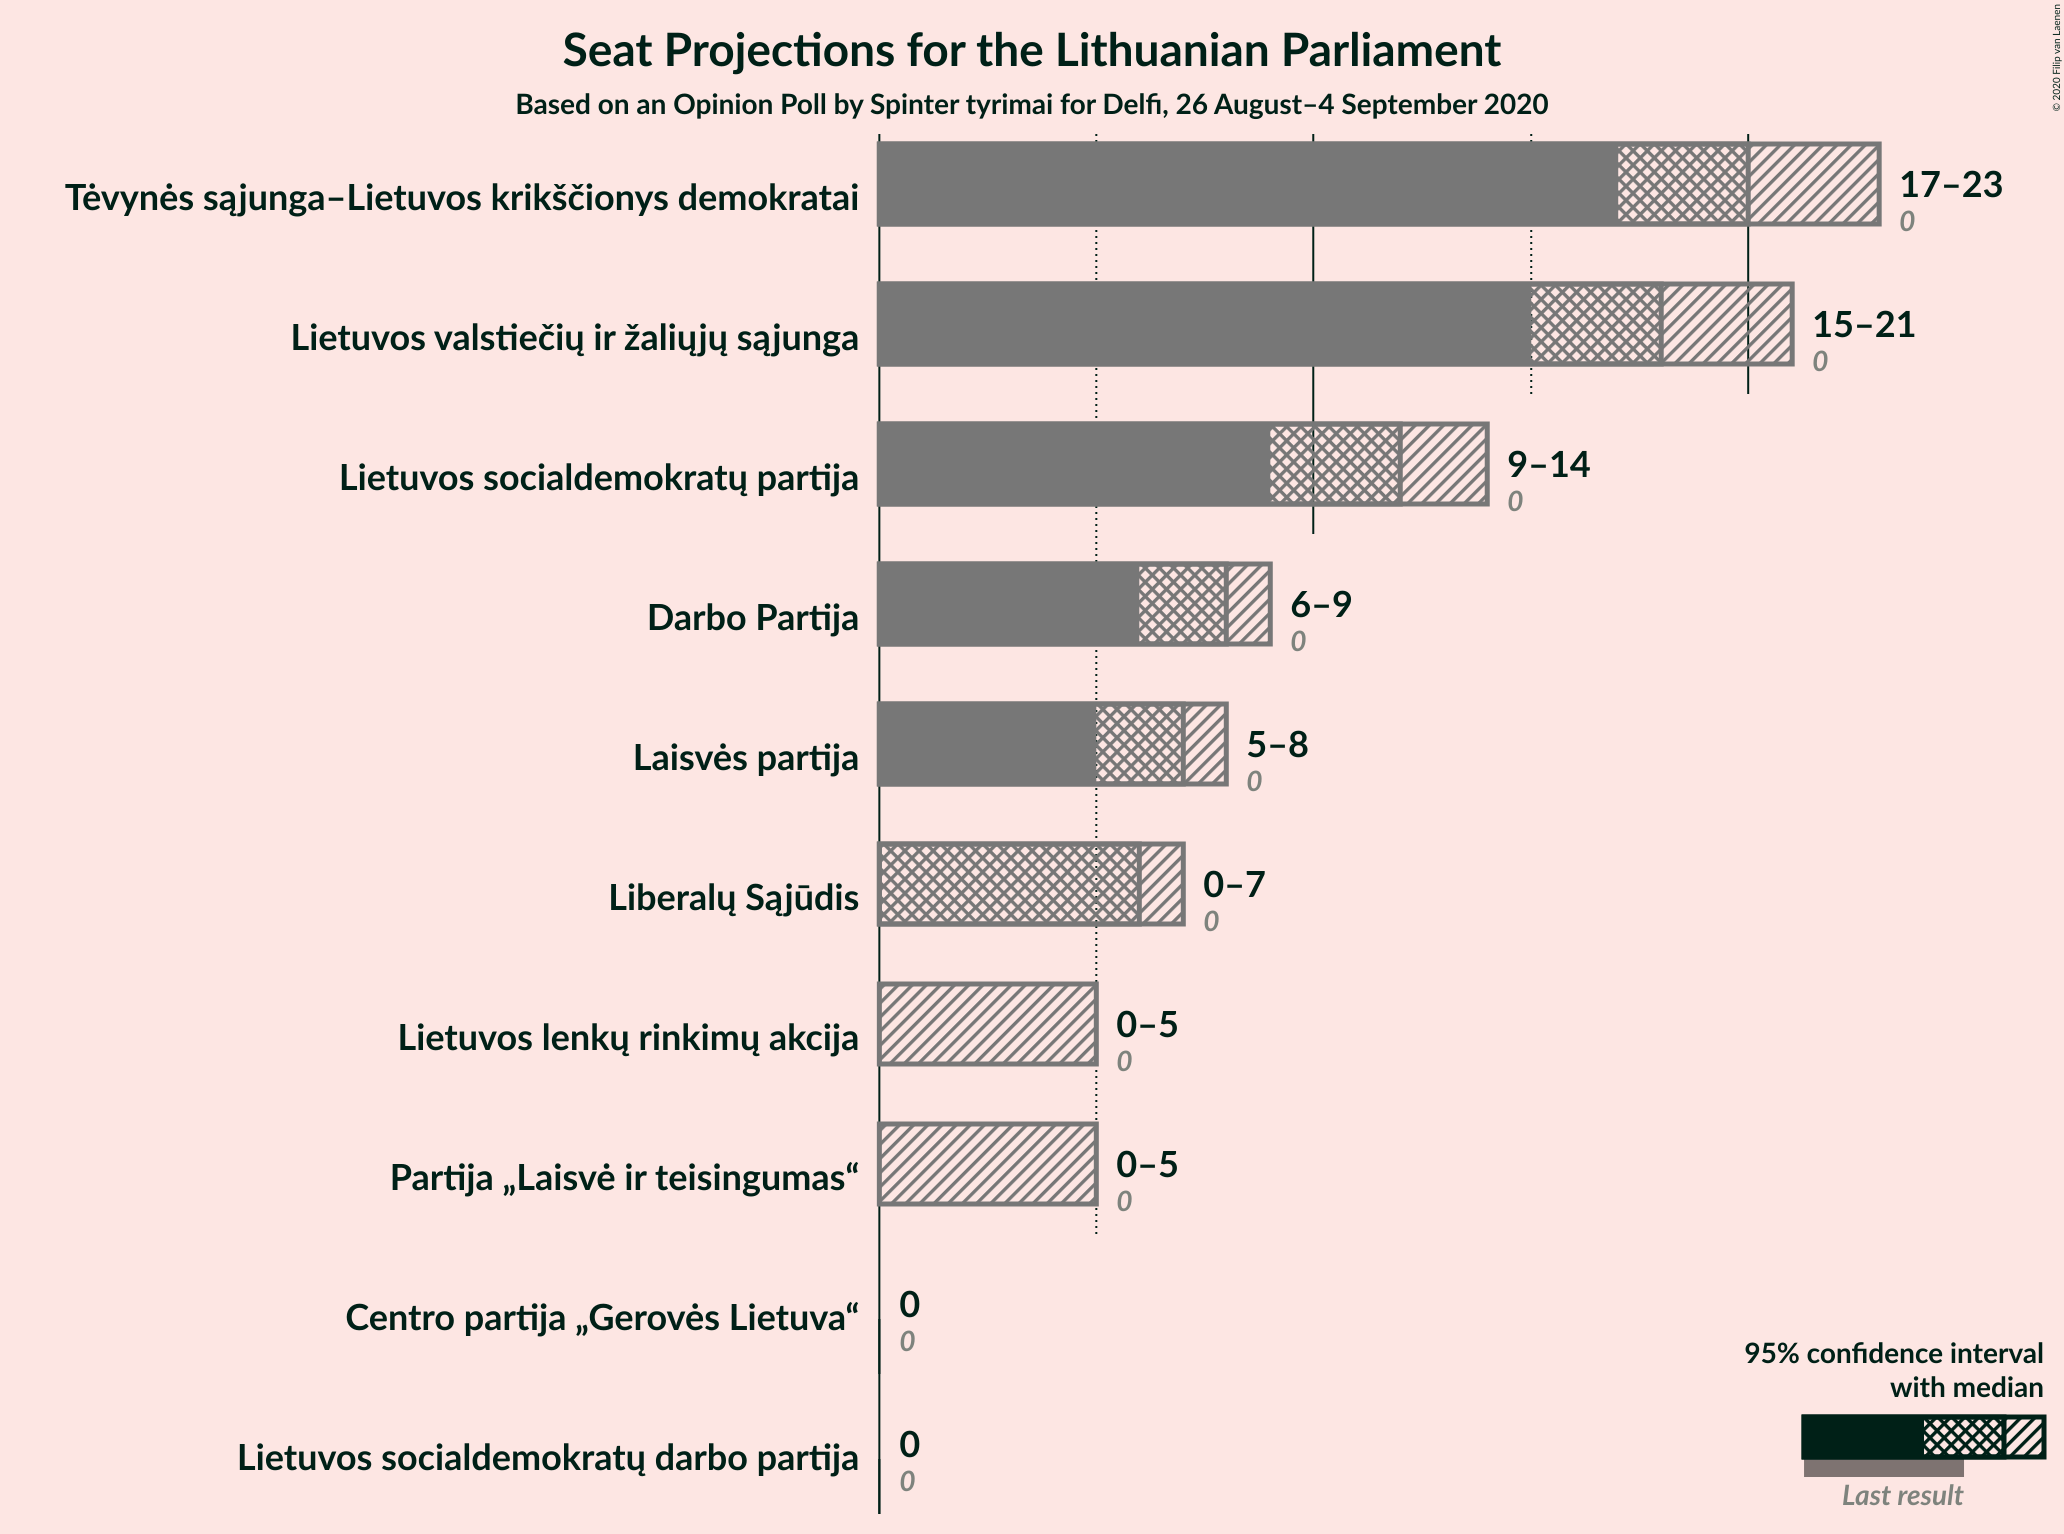 Seat Projections for the Lithuanian Parliament
Based on an Opinion Poll by Spinter tyrimai for Delfi, 26 August–4 September 2020
© 2020 Filip van Laenen
Tėvynės sąjunga–Lietuvos krikščionys demokratai
17–23
0
Lietuvos valstiečių ir žaliųjų sąjunga
15–21
0
Lietuvos socialdemokratų partija
9–14
0
Darbo Partija
6–9
0
Laisvės partija
5–8
0
Liberalų Sąjūdis
0–7
0
Lietuvos lenkų rinkimų akcija
0–5
0
Partija „Laisvė ir teisingumas“
0–5
0
Centro partija „Gerovės Lietuva“
0
0
Lietuvos socialdemokratų darbo partija
0
0
95% confidence interval
with median
Last result